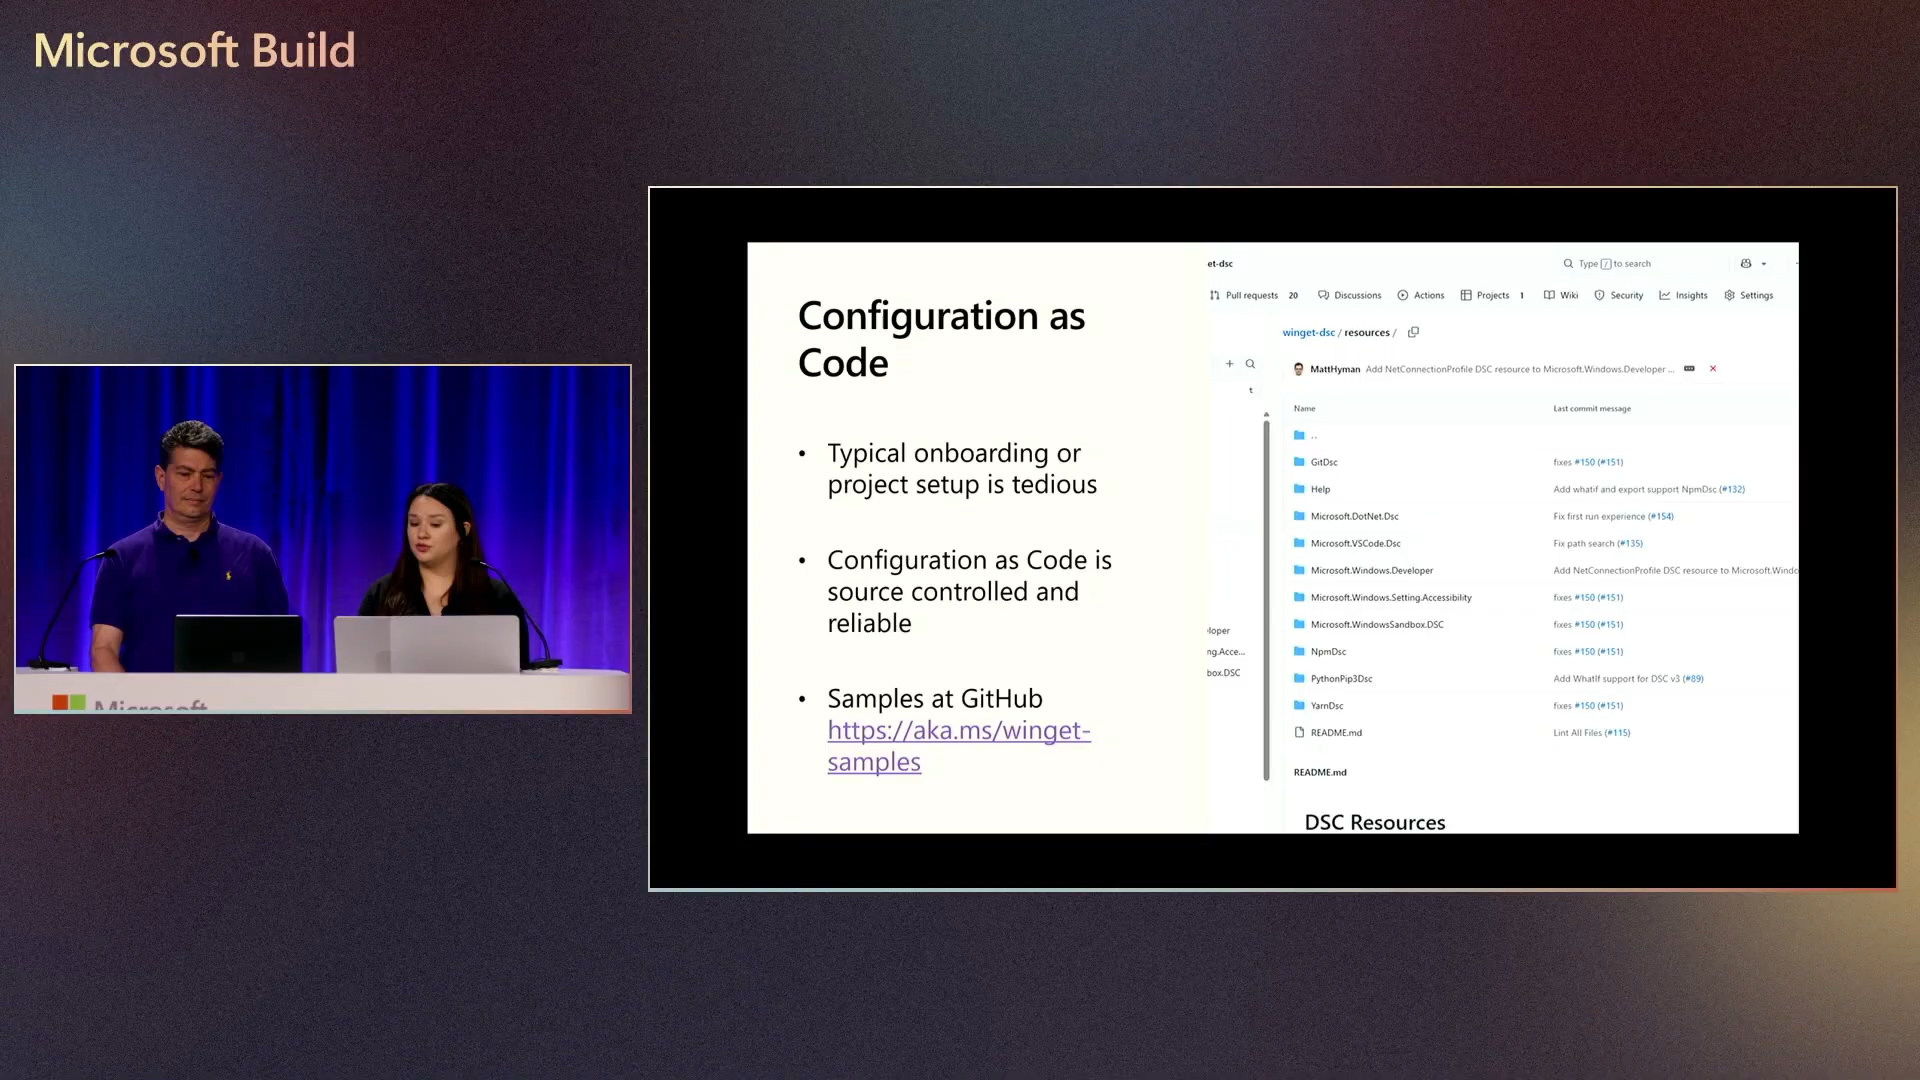 Microsoft Build
Configuration as
Code
• Typical onboarding or
project setup is tedious
• Configuration as Code is
source controlled and
reliable
• Samples at GitHub
https://aka.ms/winget-
samples
et-dsc
Type / to search
Pull requests 20 Discussions Actions Projects 1 Wiki Security Insights Settings
winget-dsc / resources /
t
MattHyman Add NetConnectionProfile DSC resource to Microsoft.Windows.Developer ...
Name Last commit message
..
GitDsc fixes #150 (#151)
Help Add whatif and export support NpmDsc (#132)
Microsoft.DotNet.Dsc Fix first run experience (#154)
Microsoft.VSCode.Dsc Fix path search (#135)
Microsoft.Windows.Developer Add NetConnectionProfile DSC resource to Microsoft.Windo
Microsoft.Windows.Setting.Accessibility fixes #150 (#151)
Microsoft.WindowsSandbox.DSC fixes #150 (#151)
loper
NpmDsc fixes #150 (#151)
ng.Acce...
PythonPip3Dsc Add WhatIf support for DSC v3 (#89)
box.DSC
YarnDsc fixes #150 (#151)
README.md Lint All Files (#115)
README.md
DSC Resources
Microsoft